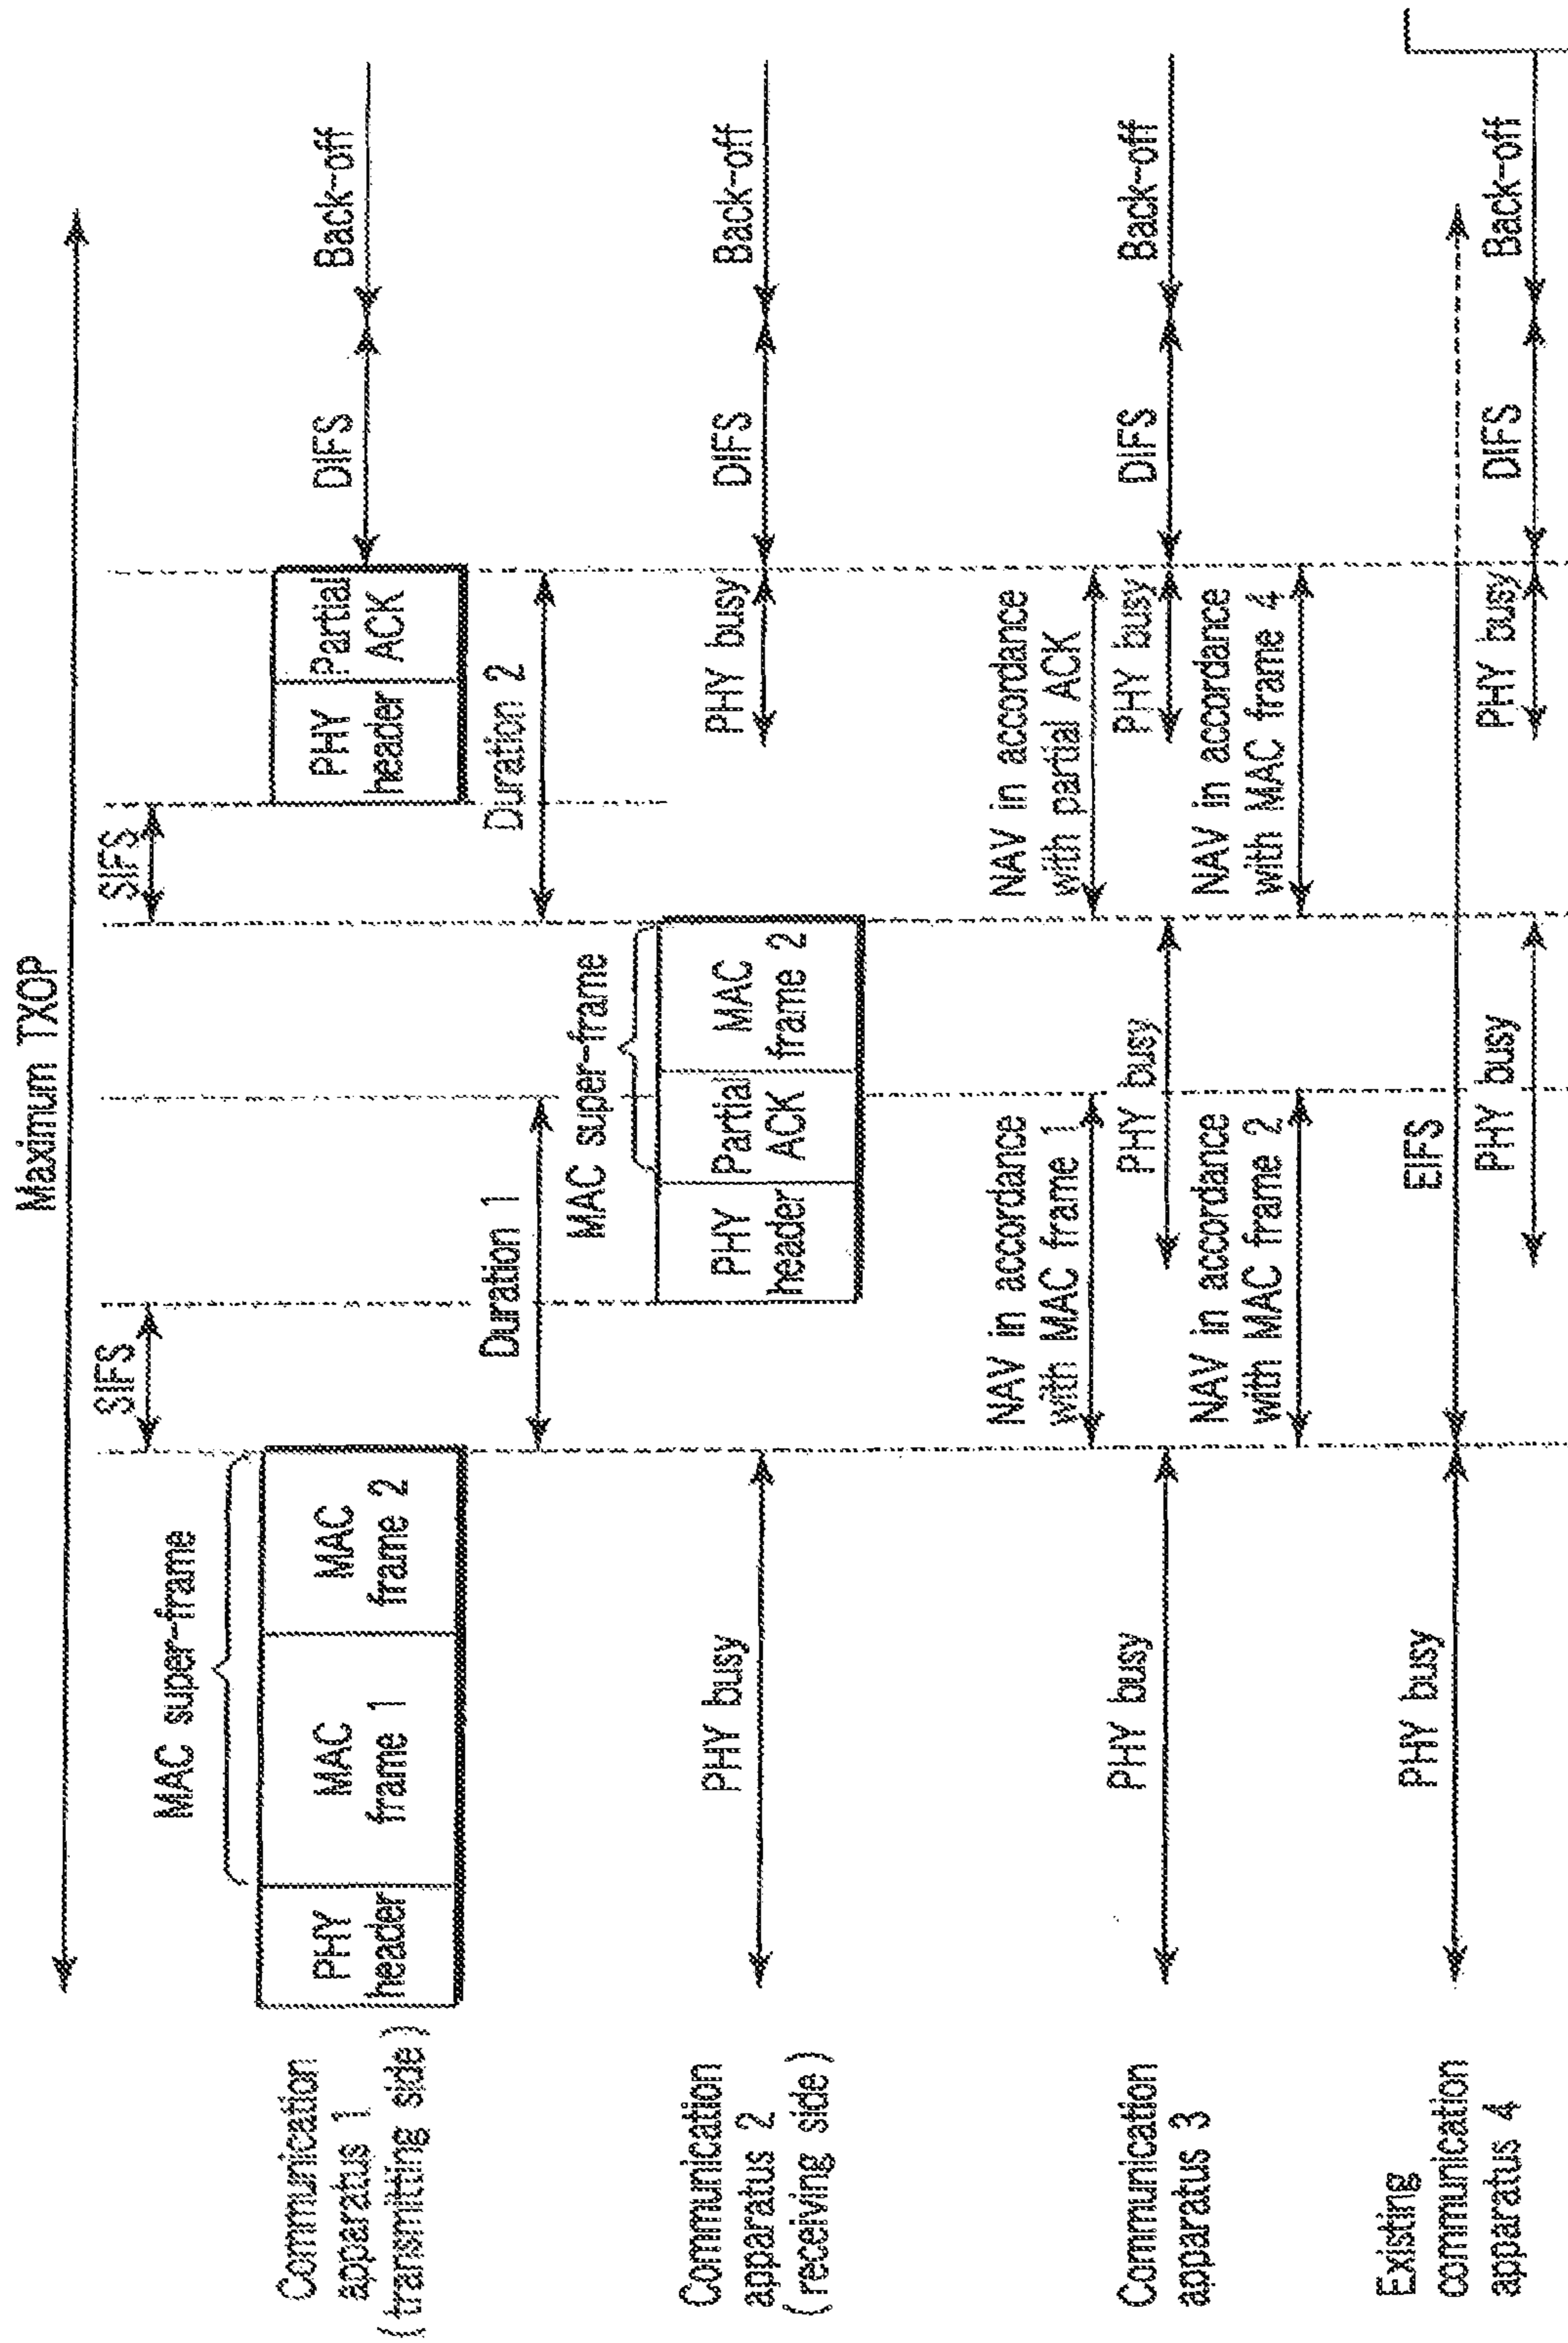 Maximum TXOP
SIFS
SIFS
MAC super-frame
Communication
apparatus 1
(transmitting side)
PHY
header
MAC
frame 1
MAC
frame 2
PHY
header
Partial
ACK
DIFS
Back-off
Duration 1
Duration 2
MAC super-frame
Communication
apparatus 2
(receiving side)
PHY busy
PHY
header
Partial
ACK
MAC
frame 2
PHY busy
DIFS
Back-off
NAV in accordance
with MAC frame 1
NAV in accordance
with partial ACK
Communication
apparatus 3
PHY busy
PHY busy
PHY busy
DIFS
Back-off
NAV in accordance
with MAC frame 2
NAV in accordance
with MAC frame 4
Existing
communication
apparatus 4
PHY busy
EIFS
PHY busy
PHY busy
DIFS
Back-off